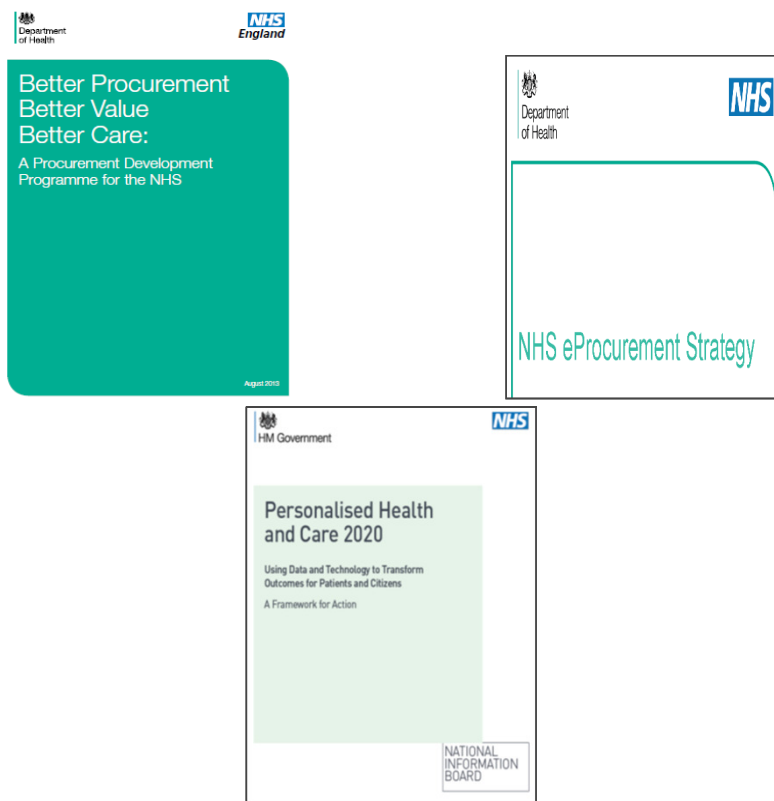 Department
of Health
NHS
England
Better Procurement
Better Value
Better Care:
A Procurement Development
Programme for the NHS
August 2013
Department
of Health
NHS
NHS eProcurement Strategy
HM Government
NHS
Personalised Health
and Care 2020
Using Data and Technology to Transform
Outcomes for Patients and Citizens
A Framework for Action
NATIONAL
INFORMATION
BOARD